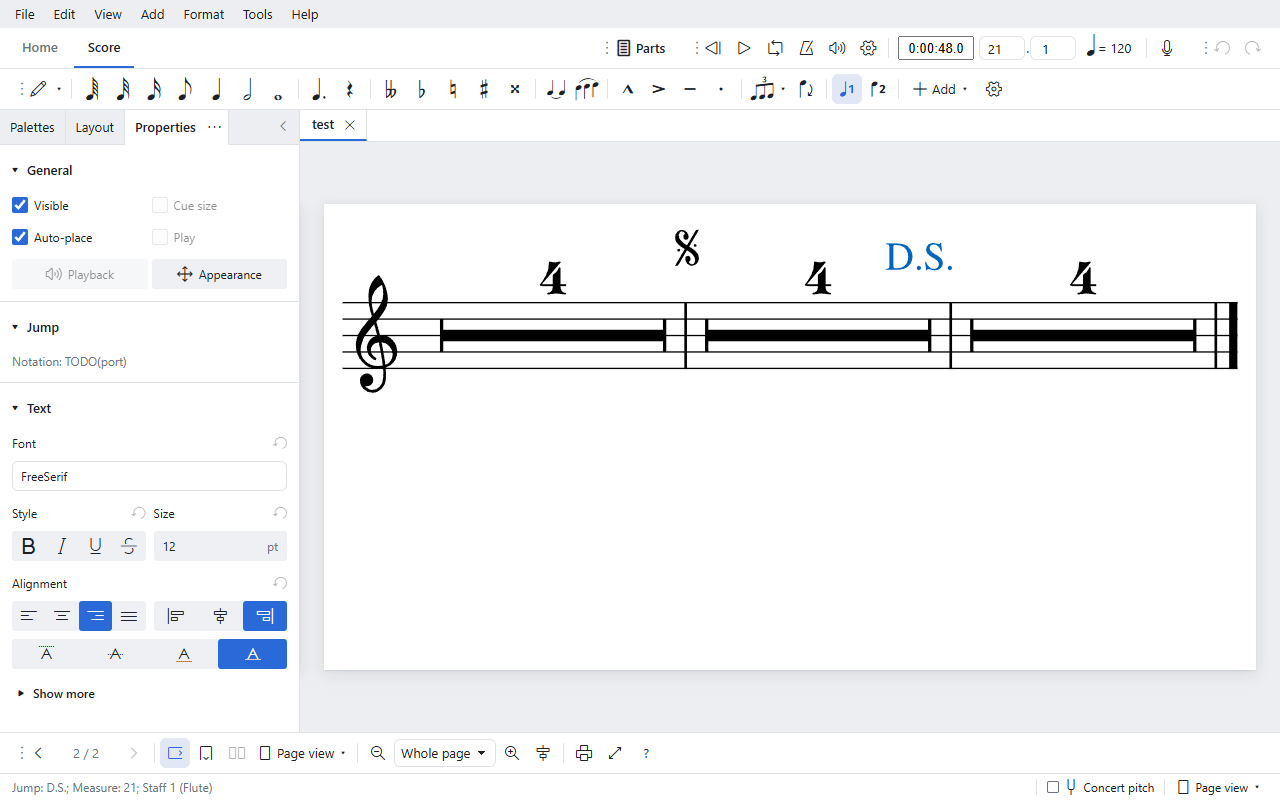 File Edit View Add Format Tools Help
Home Score Parts 0:00:48.0 21 . 1 = 120
3 1 2 Add
Palettes Layout Properties ... test
General
Visible Cue size
Auto-place Play
Playback Appearance
Jump
Notation: TODO(port)
Text
Font
FreeSerif
Style Size
B I U S 12 pt
Alignment
A A A A
Show more
4 4 D.S. 4
2 / 2 Page view Whole page ?
Jump: D.S.; Measure: 21; Staff 1 (Flute) Concert pitch Page view